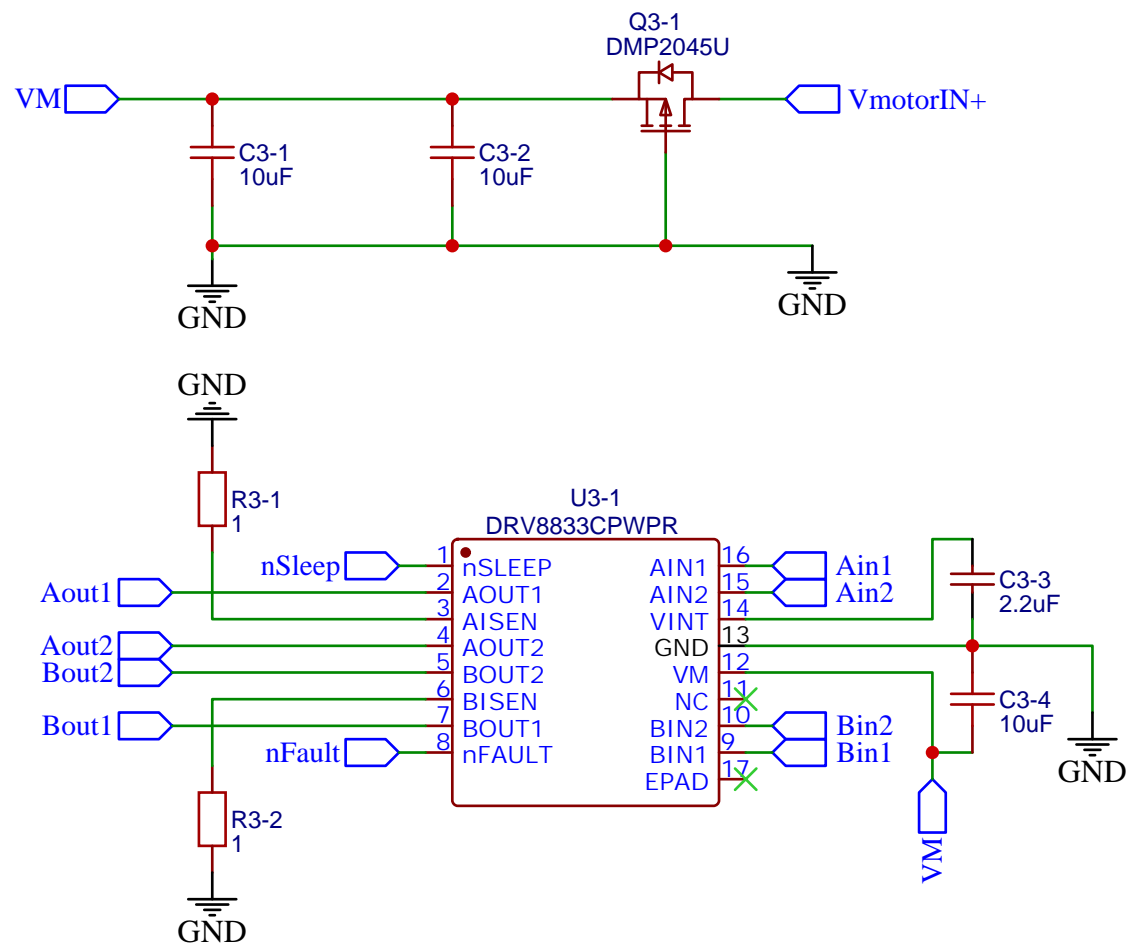 Q3-1
DMP2045U
VM
VmotorIN+
C3-1
10uF
C3-2
10uF
GND
GND
GND
R3-1
1
U3-1
DRV8833CPWPR
nSleep
1
nSLEEP
AIN1
16
Ain1
Aout1
2
AOUT1
AIN2
15
Ain2
3
AISEN
VINT
14
C3-3
2.2uF
Aout2
4
AOUT2
GND
13
Bout2
5
BOUT2
VM
12
6
BISEN
NC
11
C3-4
10uF
Bout1
7
BOUT1
BIN2
10
Bin2
nFault
8
nFAULT
BIN1
9
Bin1
GND
EPAD
17
R3-2
1
VM
GND